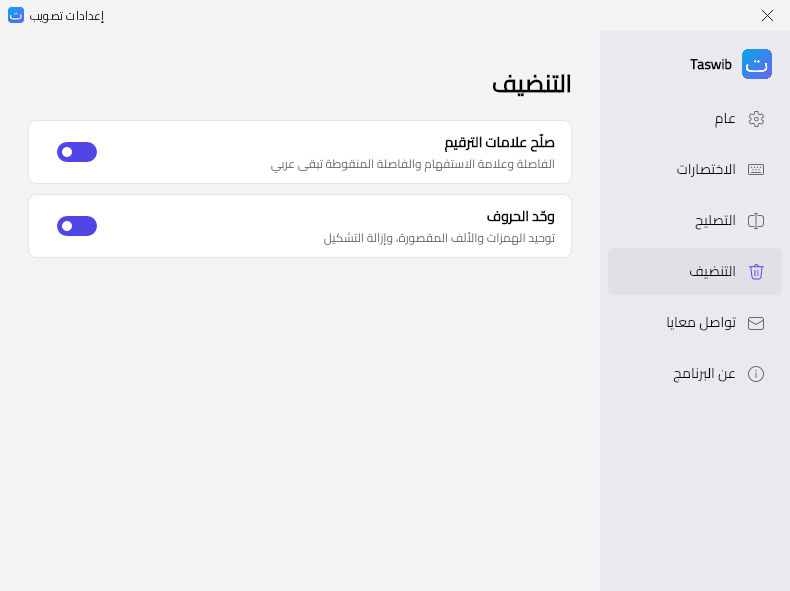 إعدادات تصويب
Taswib
عام
الاختصارات
التصليح
التنضيف
تواصل معايا
عن البرنامج
التنضيف
صلّح علامات الترقيم
الفاصلة وعلامة الاستفهام والفاصلة المنقوطة تبقى عربي
وحّد الحروف
توحيد الهمزات والألف المقصورة، وإزالة التشكيل